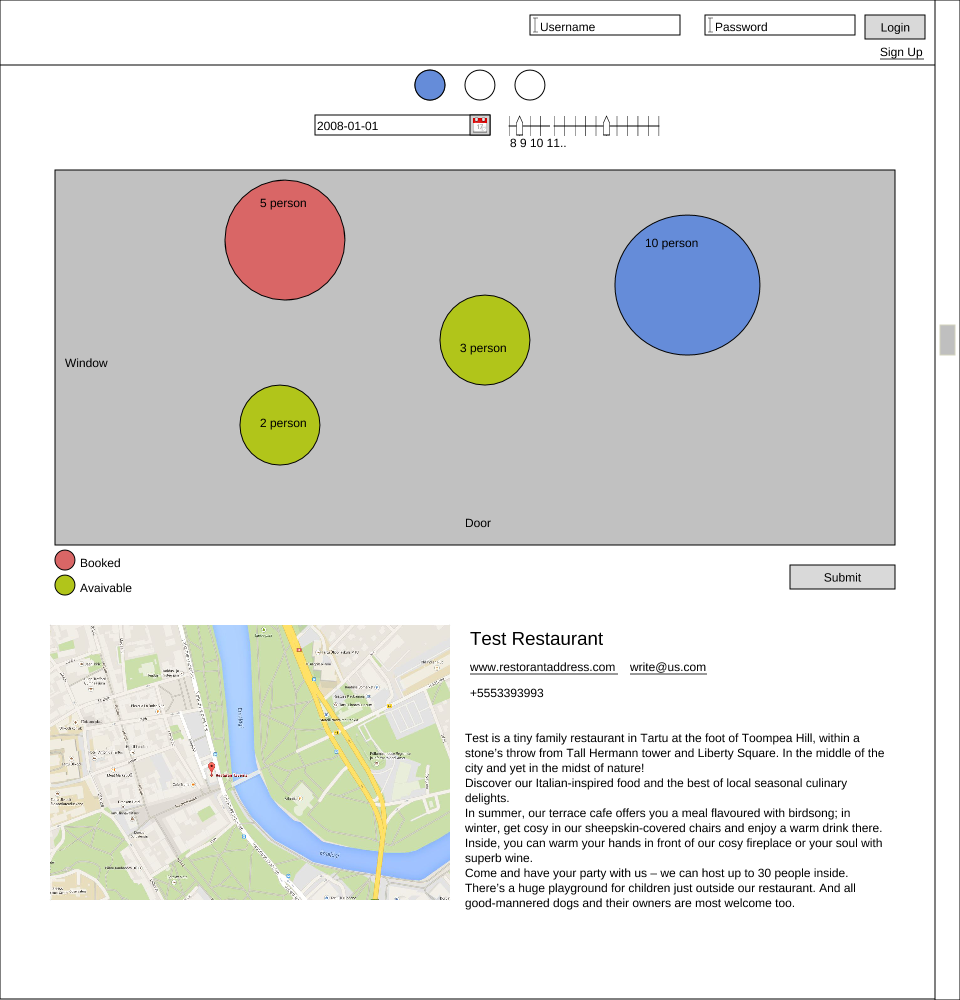 Username
Password
Login
Sign Up
2008-01-01
8 9 10 11..
5 person
10 person
3 person
Window
2 person
Door
Booked
Avaivable
Submit
Test Restaurant
www.restorantaddress.com
write@us.com
+5553393993
Test is a tiny family restaurant in Tartu at the foot of Toompea Hill, within a
stone's throw from Tall Hermann tower and Liberty Square. In the middle of the
city and yet in the midst of nature!
Discover our Italian-inspired food and the best of local seasonal culinary
delights.
In summer, our terrace cafe offers you a meal flavoured with birdsong; in
winter, get cosy in our sheepskin-covered chairs and enjoy a warm drink there.
Inside, you can warm your hands in front of our cosy fireplace or your soul with
superb wine.
Come and have your party with us – we can host up to 30 people inside.
There's a huge playground for children just outside our restaurant. And all
good-mannered dogs and their owners are most welcome too.